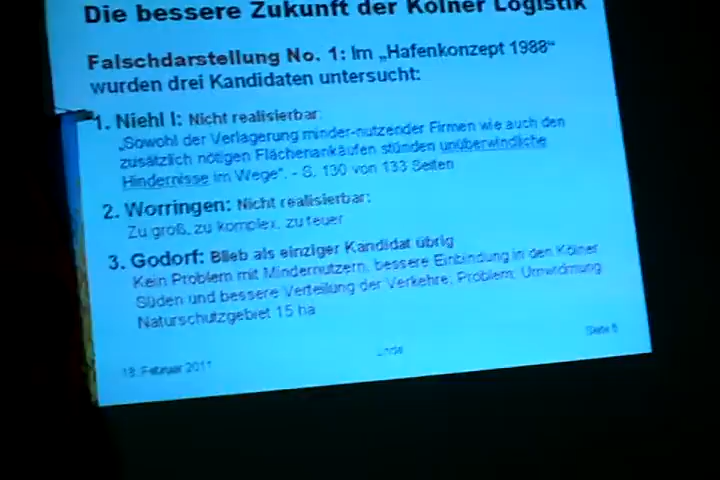 Die bessere Zukunft der Kölner Logistik
Falschdarstellung No. 1: Im „Hafenkonzept 1988“
wurden drei Kandidaten untersucht:
1. Niehl I: Nicht realisierbar:
„Sowohl der Verlagerung minder-nutzender Firmen wie auch den
zusätzlich nötigen Flächenankäufen stünden unüberwindliche
Hindernisse im Wege“. - S. 130 von 133 Seiten
2. Worringen: Nicht realisierbar:
Zu groß, zu komplex, zu teuer
3. Godorf: Blieb als einziger Kandidat übrig
Kein Problem mit Mindernutzern, bessere Einbindung in den Kölner
Süden und bessere Verteilung der Verkehre; Problem: Umwidmung
Naturschutzgebiet 15 ha
Februar 2011
Seite